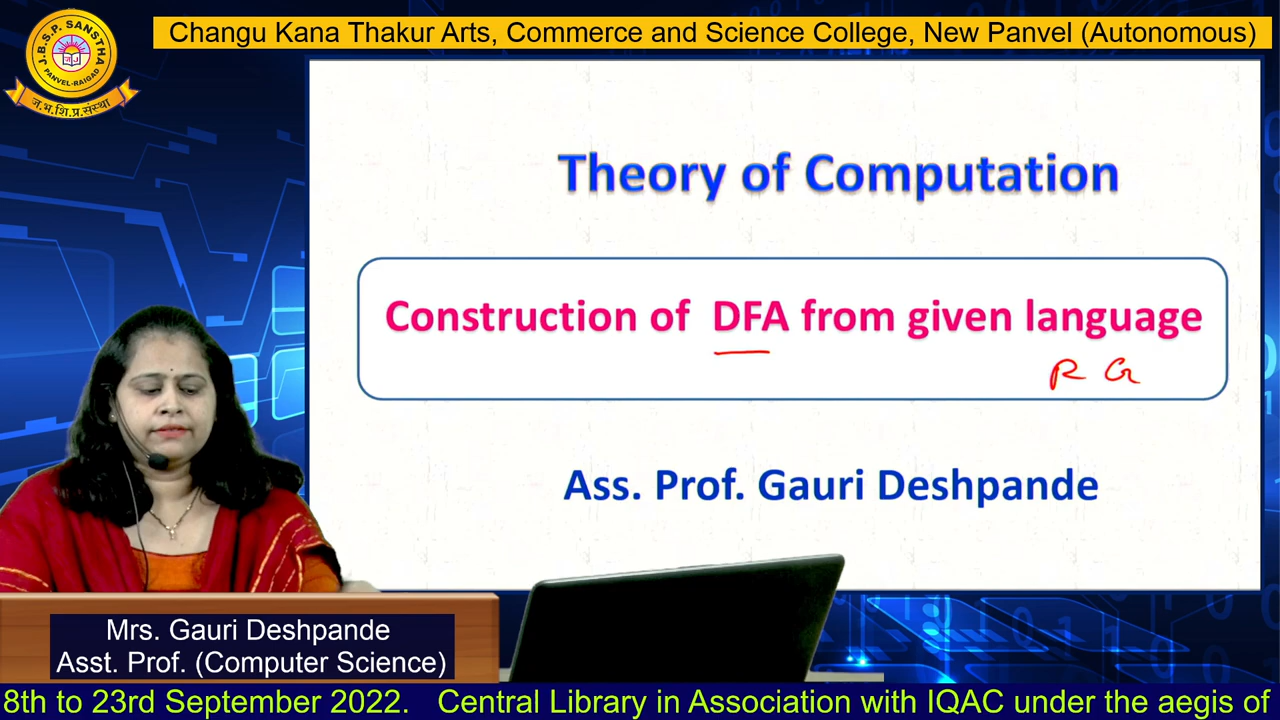 Changu Kana Thakur Arts, Commerce and Science College, New Panvel (Autonomous)
J.B.S.P. SANSTHA
PANVEL-RAIGAD
ज.भ.शि.प्र.संस्था
Theory of Computation
Construction of DFA from given language
R G
Ass. Prof. Gauri Deshpande
Mrs. Gauri Deshpande
Asst. Prof. (Computer Science)
8th to 23rd September 2022. Central Library in Association with IQAC under the aegis of